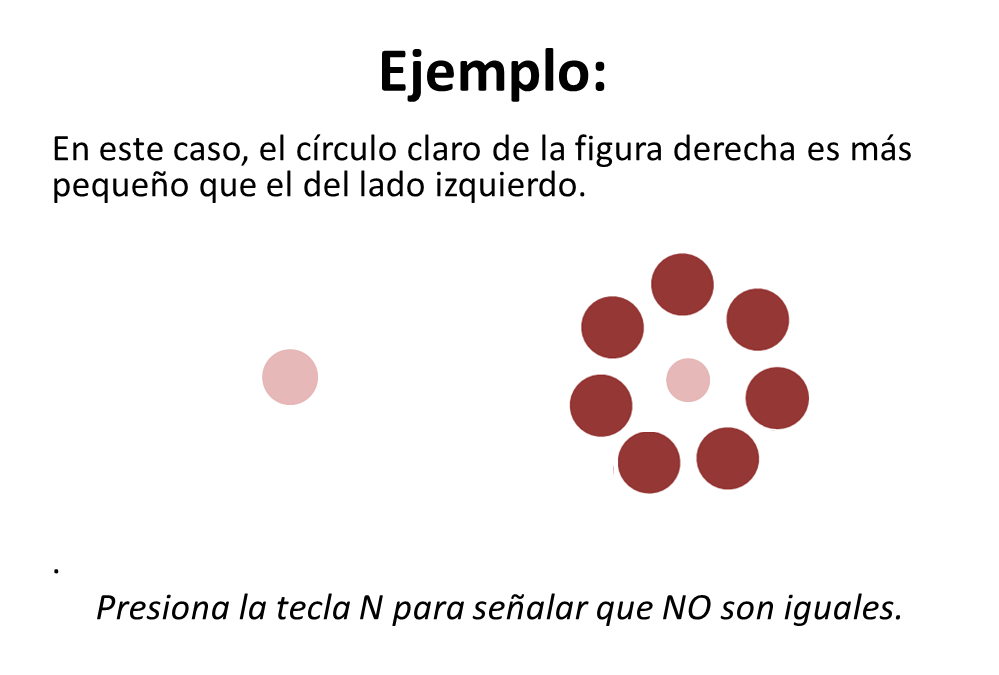 Ejemplo:
En este caso, el círculo claro de la figura derecha es más
pequeño que el del lado izquierdo.
.
Presiona la tecla N para señalar que NO son iguales.